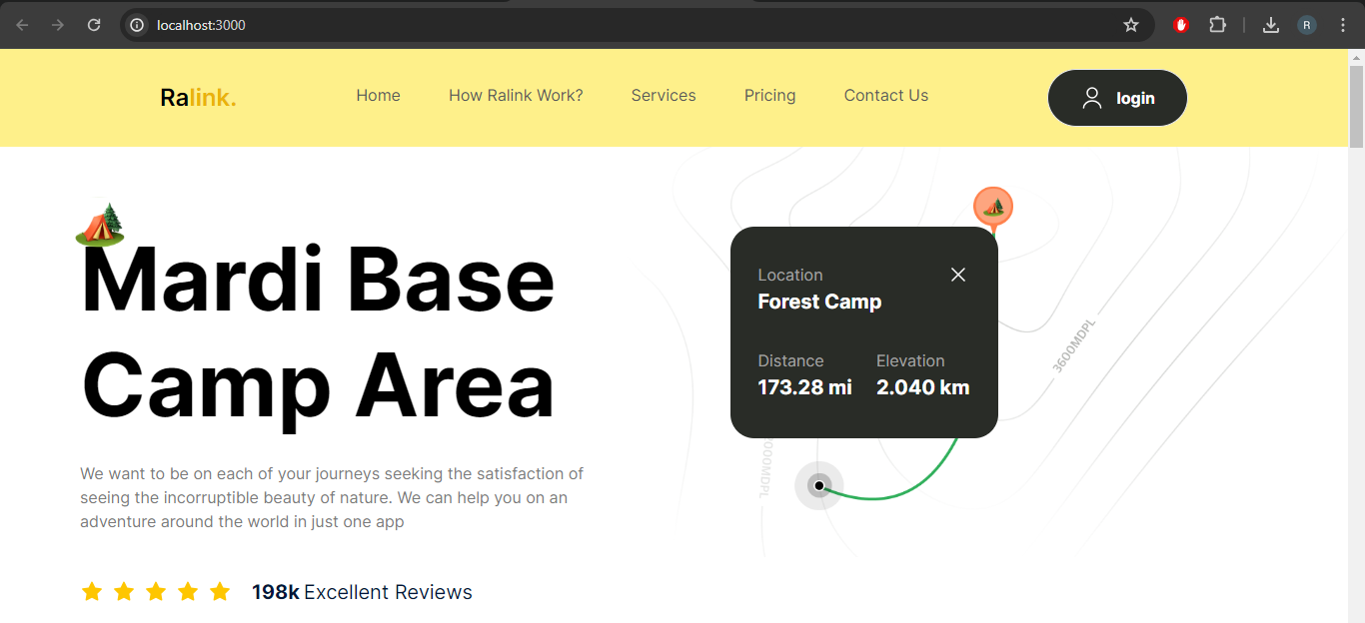 localhost:3000
R
Ralink.
Home
How Ralink Work?
Services
Pricing
Contact Us
login
Mardi Base
Camp Area
We want to be on each of your journeys seeking the satisfaction of
seeing the incorruptible beauty of nature. We can help you on an
adventure around the world in just one app
198k Excellent Reviews
Location
Forest Camp
Distance
173.28 mi
Elevation
2.040 km
3600MDPL
000MDPL